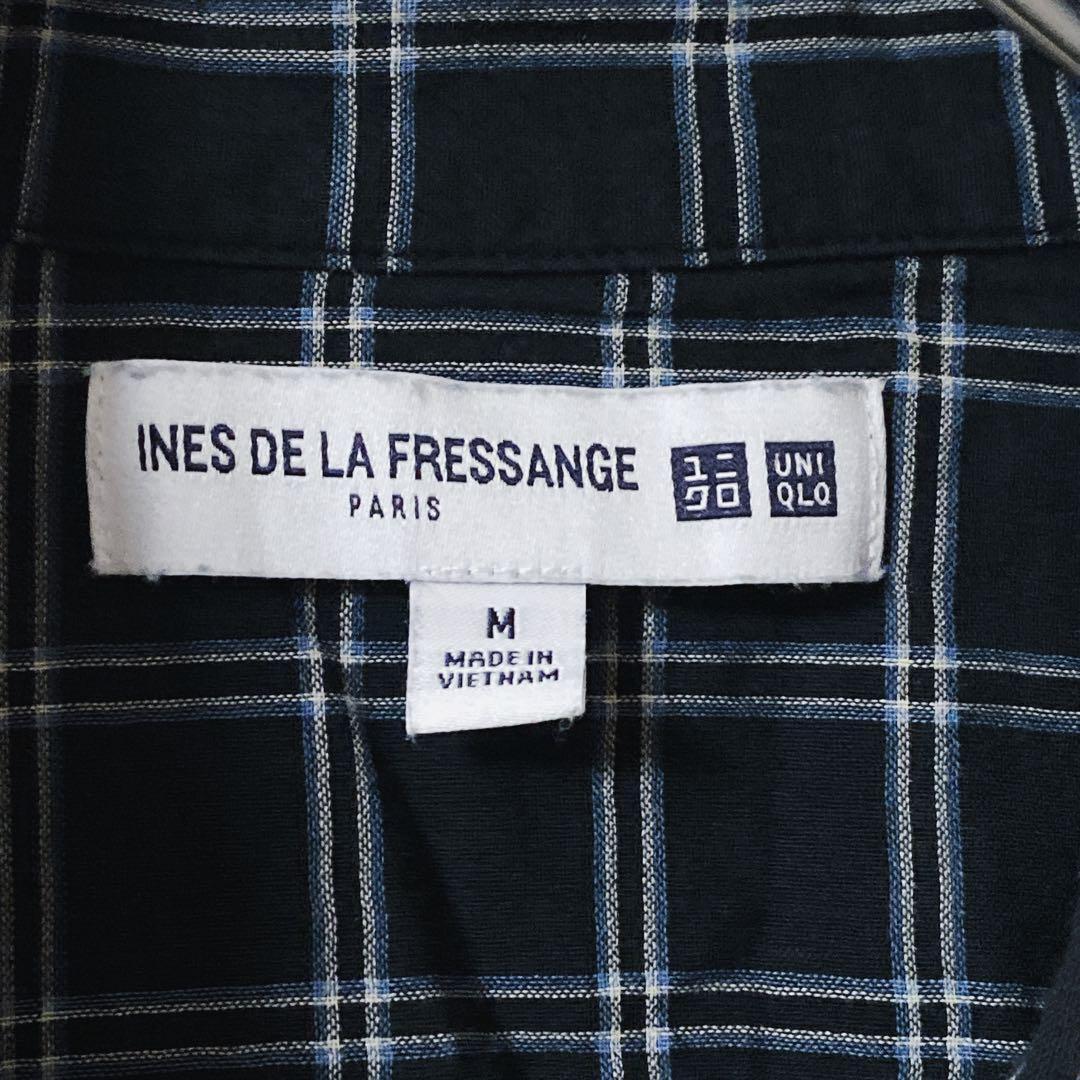 INES DE LA FRESSANGE
PARIS
ユニ
クロ
UNI
QLO
M
MADE IN
VIETNAM